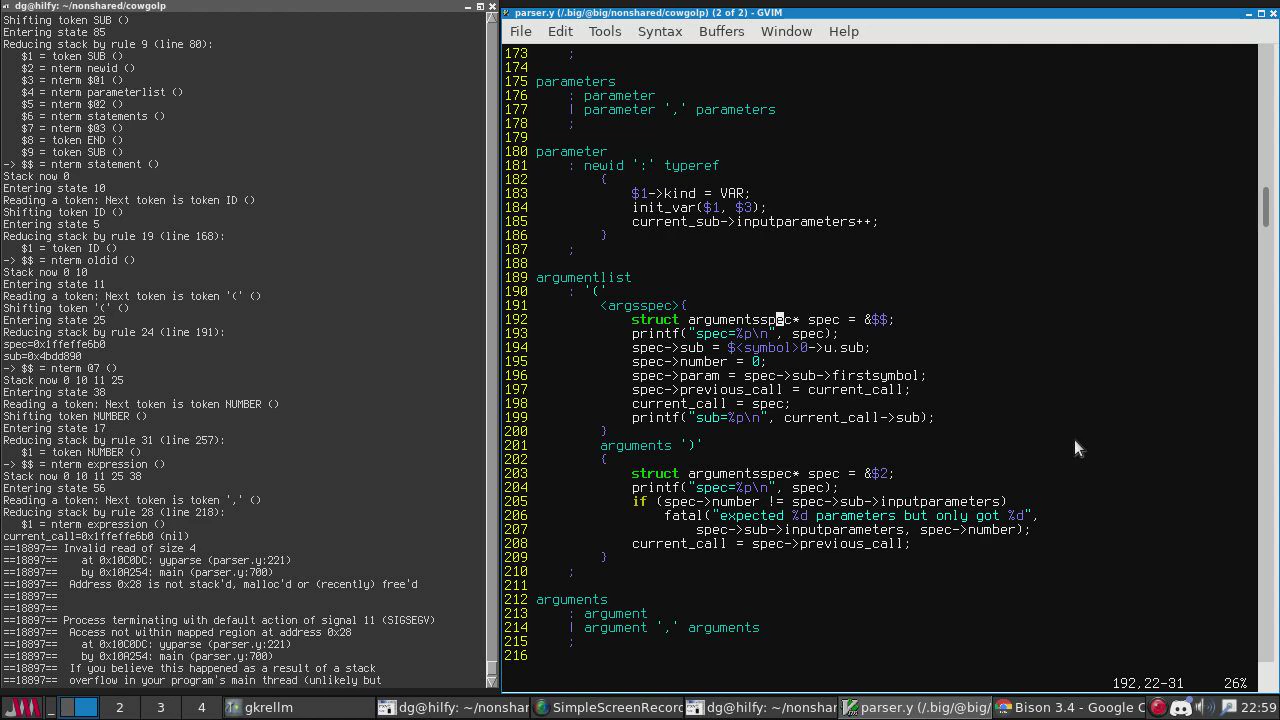 dg@hilfy: ~/nonshared/cowgolp
Shifting token SUB ()
Entering state 85
Reducing stack by rule 9 (line 80):
$1 = token SUB ()
$2 = nterm newid ()
$3 = nterm $@1 ()
$4 = nterm parameterlist ()
$5 = nterm $@2 ()
$6 = nterm statements ()
$7 = nterm $@3 ()
$8 = token END ()
$9 = token SUB ()
-> $$ = nterm statement ()
Stack now 0
Entering state 10
Reading a token: Next token is token ID ()
Shifting token ID ()
Entering state 5
Reducing stack by rule 19 (line 168):
$1 = token ID ()
-> $$ = nterm oldid ()
Stack now 0 10
Entering state 11
Reading a token: Next token is token '(' ()
Shifting token '(' ()
Entering state 25
Reducing stack by rule 24 (line 191):
spec=0x1ffeffe6b0
sub=0x4bdd890
-> $$ = nterm @7 ()
Stack now 0 10 11 25
Entering state 38
Reading a token: Next token is token NUMBER ()
Shifting token NUMBER ()
Entering state 17
Reducing stack by rule 31 (line 257):
$1 = token NUMBER ()
-> $$ = nterm expression ()
Stack now 0 10 11 25 38
Entering state 56
Reading a token: Next token is token ',' ()
Reducing stack by rule 28 (line 218):
$1 = nterm expression ()
current_call=0x1ffeffe6b0 (nil)
==18897== Invalid read of size 4
==18897==    at 0x10C0DC: yyparse (parser.y:221)
==18897==    by 0x10A254: main (parser.y:700)
==18897==  Address 0x28 is not stack'd, malloc'd or (recently) free'd
==18897==
==18897==
==18897== Process terminating with default action of signal 11 (SIGSEGV)
==18897==  Access not within mapped region at address 0x28
==18897==    at 0x10C0DC: yyparse (parser.y:221)
==18897==    by 0x10A254: main (parser.y:700)
==18897==  If you believe this happened as a result of a stack
==18897==  overflow in your program's main thread (unlikely but
parser.y (/.big/@big/nonshared/cowgolp) (2 of 2) - GVIM
File Edit Tools Syntax Buffers Window Help
173     ;
174
175 parameters
176     : parameter
177     | parameter ',' parameters
178     ;
179
180 parameter
181     : newid ':' typeref
182         {
183             $1->kind = VAR;
184             init_var($1, $3);
185             current_sub->inputparameters++;
186         }
187     ;
188
189 argumentlist
190     : '('
191         <argsspec>{
192             struct argumentsspec* spec = &$$;
193             printf("spec=%p\n", spec);
194             spec->sub = $<symbol>0->u.sub;
195             spec->number = 0;
196             spec->param = spec->sub->firstsymbol;
197             spec->previous_call = current_call;
198             current_call = spec;
199             printf("sub=%p\n", current_call->sub);
200         }
201         arguments ')'
202         {
203             struct argumentsspec* spec = &$2;
204             printf("spec=%p\n", spec);
205             if (spec->number != spec->sub->inputparameters)
206                 fatal("expected %d parameters but only got %d",
207                     spec->sub->inputparameters, spec->number);
208             current_call = spec->previous_call;
209         }
210     ;
211
212 arguments
213     : argument
214     | argument ',' arguments
215     ;
216
192,22-31 26%
2 3 4 gkrellm dg@hilfy: ~/nonshar SimpleScreenRecor dg@hilfy: ~/nonshar parser.y (/.big/@big/ Bison 3.4 - Google C 22:59